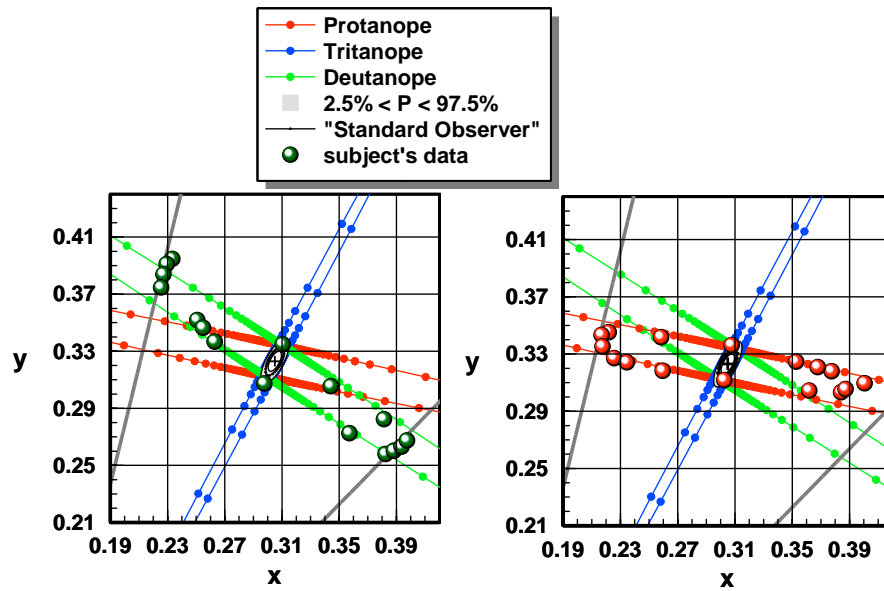 Protanope
Tritanope
Deutanope
2.5% < P < 97.5%
"Standard Observer"
subject's data
0.41
0.37
0.33
0.29
0.25
0.21
y
0.19 0.23 0.27 0.31 0.35 0.39
x
0.41
0.37
0.33
0.29
0.25
0.21
y
0.19 0.23 0.27 0.31 0.35 0.39
x